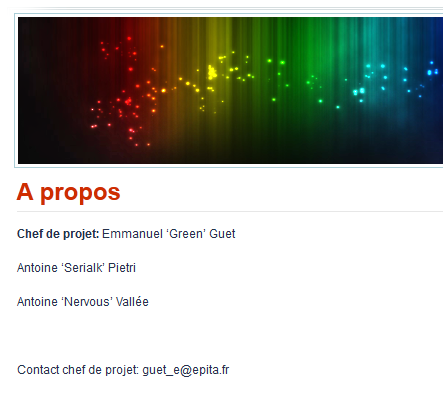 A propos
Chef de projet: Emmanuel ‘Green’ Guet
Antoine ‘Serialk’ Pietri
Antoine ‘Nervous’ Vallée
Contact chef de projet: guet_e@epita.fr